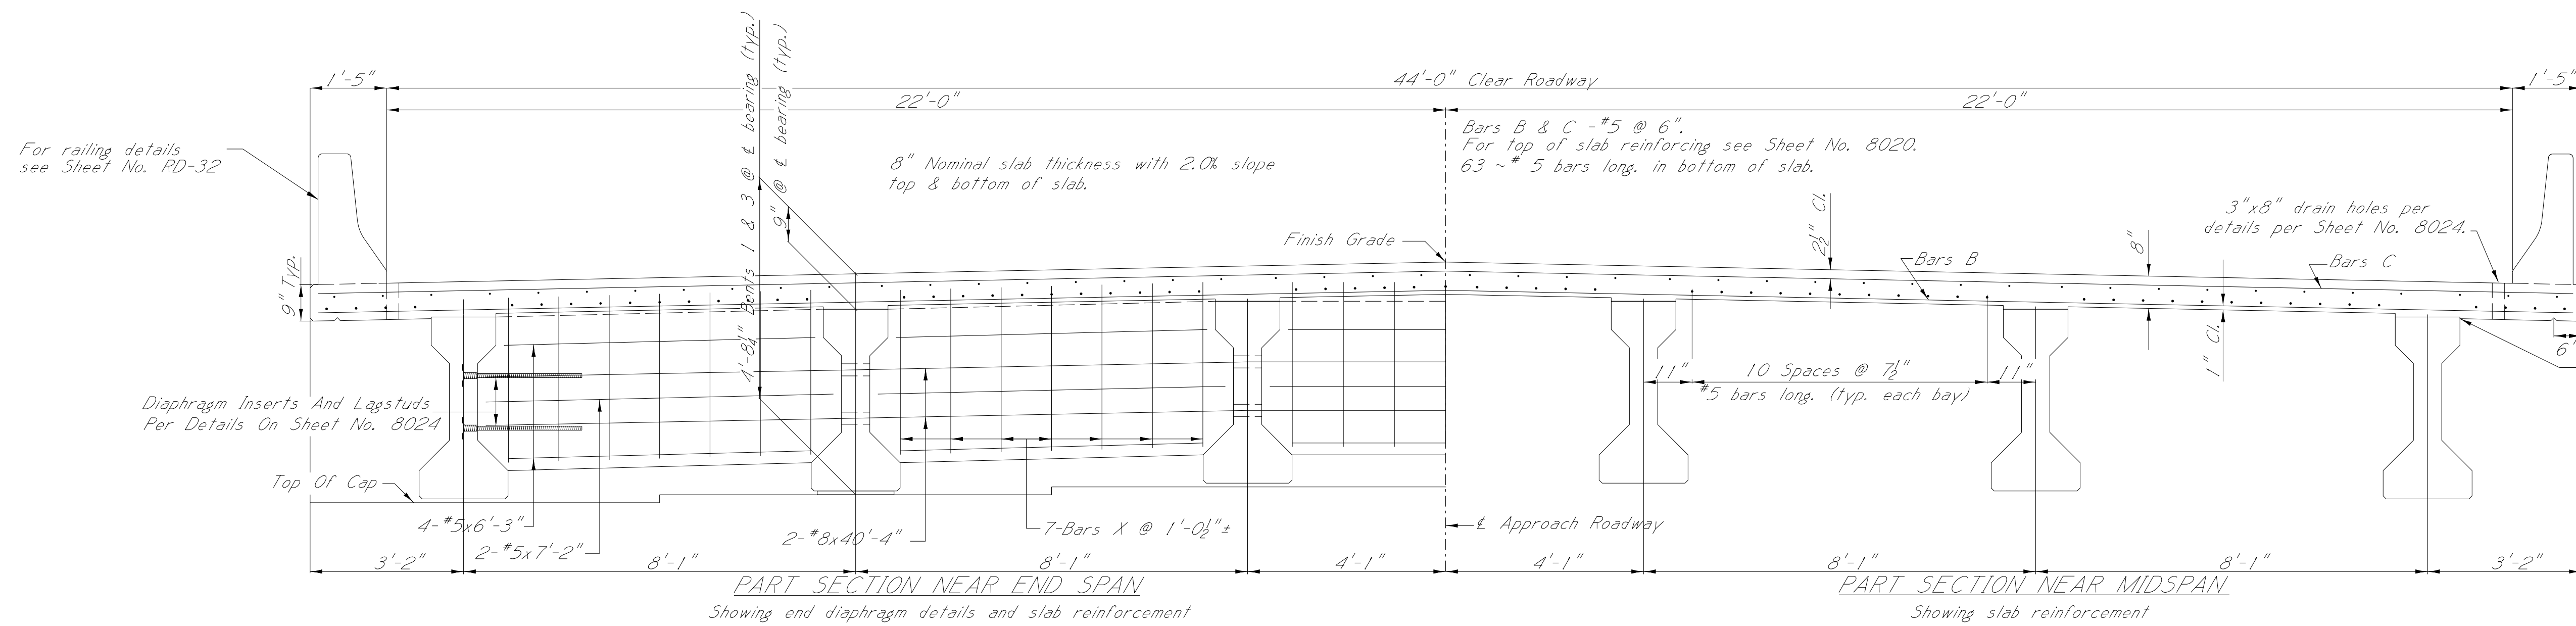 1'-5"
44'-0" Clear Roadway
1'-5"
22'-0"
22'-0"
For railing details
see Sheet No. RD-32
8" Nominal slab thickness with 2.0% slope
top & bottom of slab.
4'-8¼" Bents 1 & 3 @ ℄ bearing (typ.)
9" @ ℄ bearing (typ.)
Bars B & C -#5 @ 6".
For top of slab reinforcing see Sheet No. 8020.
63 ~ # 5 bars long. in bottom of slab.
Finish Grade
2½" Cl.
Bars B
8"
3"x8" drain holes per
details per Sheet No. 8024.
Bars C
9" Typ.
1" Cl.
11"
10 Spaces @ 7½"
11"
#5 bars long. (typ. each bay)
Diaphragm Inserts And Lagstuds
Per Details On Sheet No. 8024
Top Of Cap
4-#5x6'-3"
2-#5x7'-2"
2-#8x40'-4"
7-Bars X @ 1'-0½"±
℄ Approach Roadway
3'-2"
8'-1"
8'-1"
4'-1"
4'-1"
8'-1"
8'-1"
3'-2"
PART SECTION NEAR END SPAN
Showing end diaphragm details and slab reinforcement
PART SECTION NEAR MIDSPAN
Showing slab reinforcement